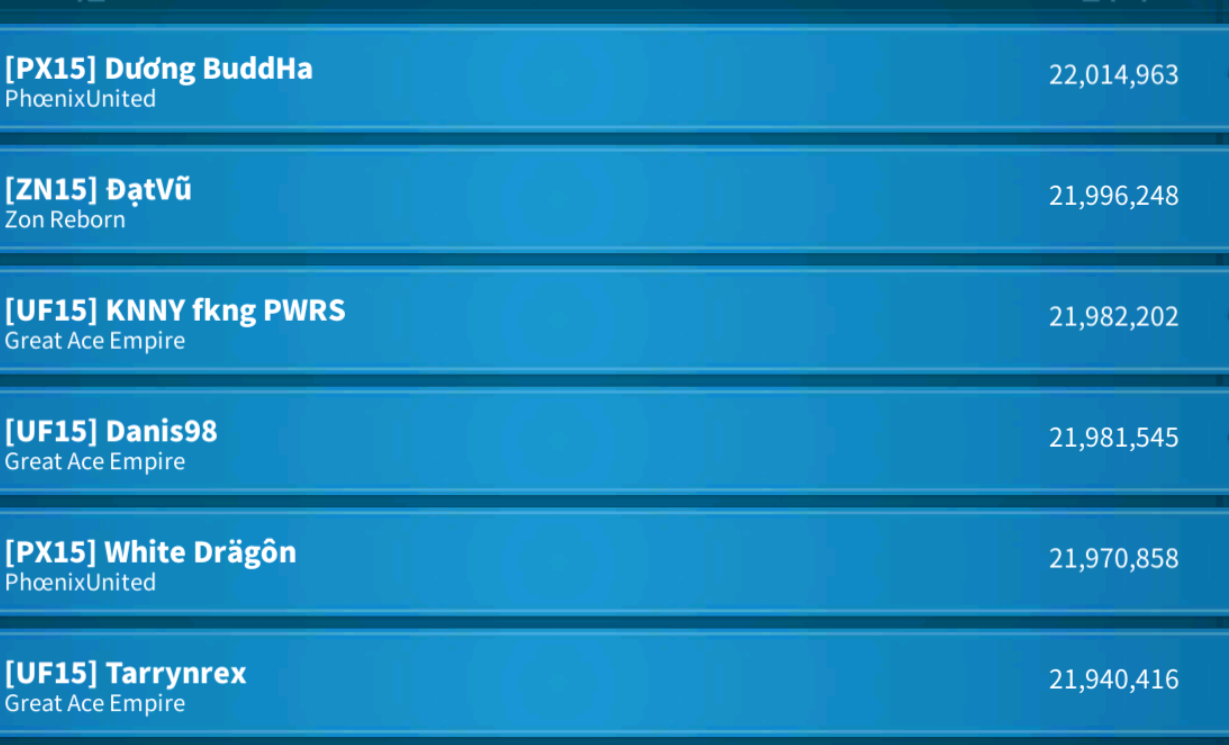 [PX15] Dương BuddHa
22,014,963
PhœnixUnited
[ZN15] ĐạtVũ
21,996,248
Zon Reborn
[UF15] KNNY fkng PWRS
21,982,202
Great Ace Empire
[UF15] Danis98
21,981,545
Great Ace Empire
[PX15] White Drägôn
21,970,858
PhœnixUnited
[UF15] Tarrynrex
21,940,416
Great Ace Empire